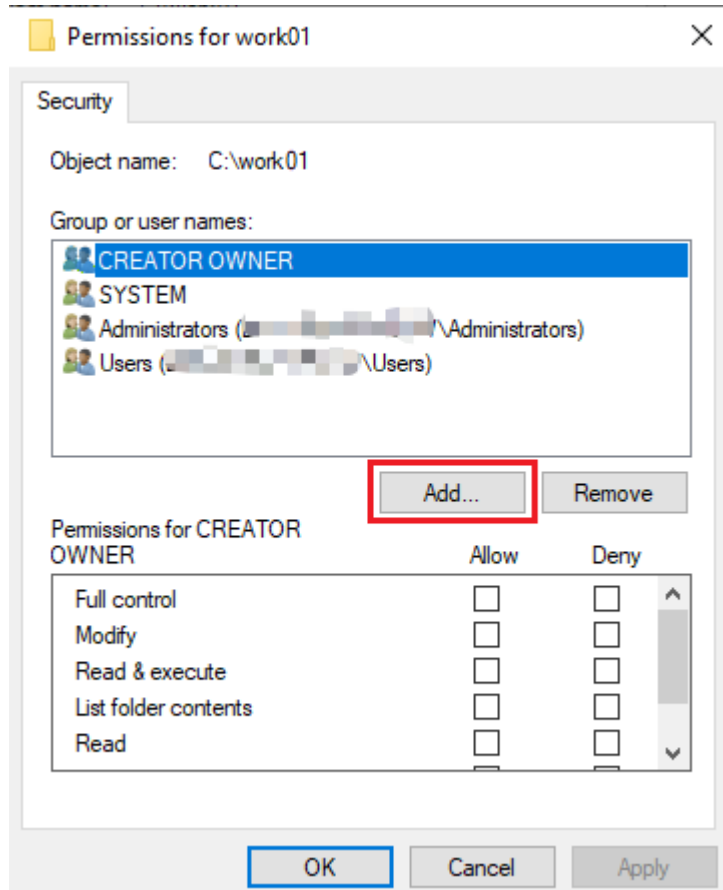 Permissions for work01
Security
Object name: C:\work01
Group or user names:
CREATOR OWNER
SYSTEM
Administrators (\Administrators)
Users (\Users)
Add...
Remove
Permissions for CREATOR
OWNER Allow Deny
Full control
Modify
Read & execute
List folder contents
Read
OK Cancel Apply